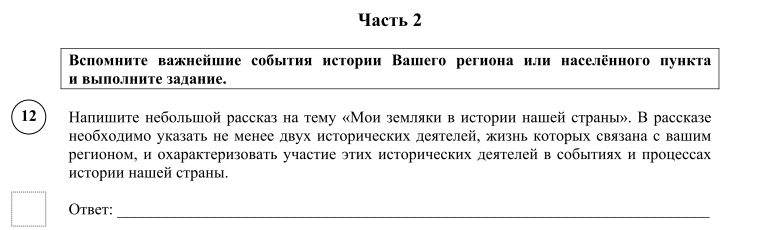 Часть 2
Вспомните важнейшие события истории Вашего региона или населённого пункта
и выполните задание.
12
Напишите небольшой рассказ на тему «Мои земляки в истории нашей страны». В рассказе
необходимо указать не менее двух исторических деятелей, жизнь которых связана с вашим
регионом, и охарактеризовать участие этих исторических деятелей в событиях и процессах
истории нашей страны.
Ответ: